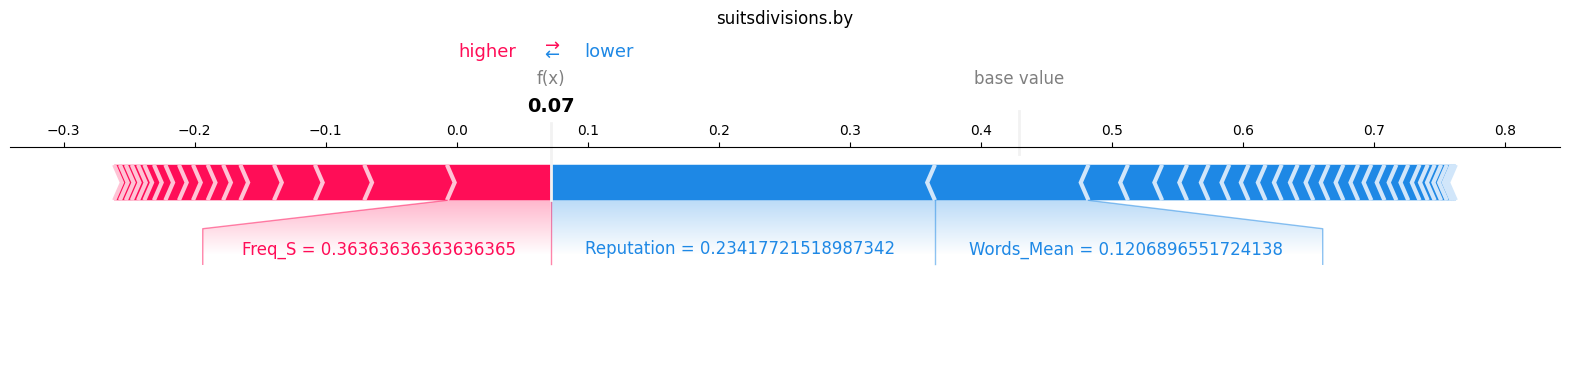 suitsdivisions.by
higher ⇄ lower
f(x) base value
0.07
−0.3 −0.2 −0.1 0.0 0.1 0.2 0.3 0.4 0.5 0.6 0.7 0.8
Freq_S = 0.36363636363636365 Reputation = 0.23417721518987342 Words_Mean = 0.1206896551724138